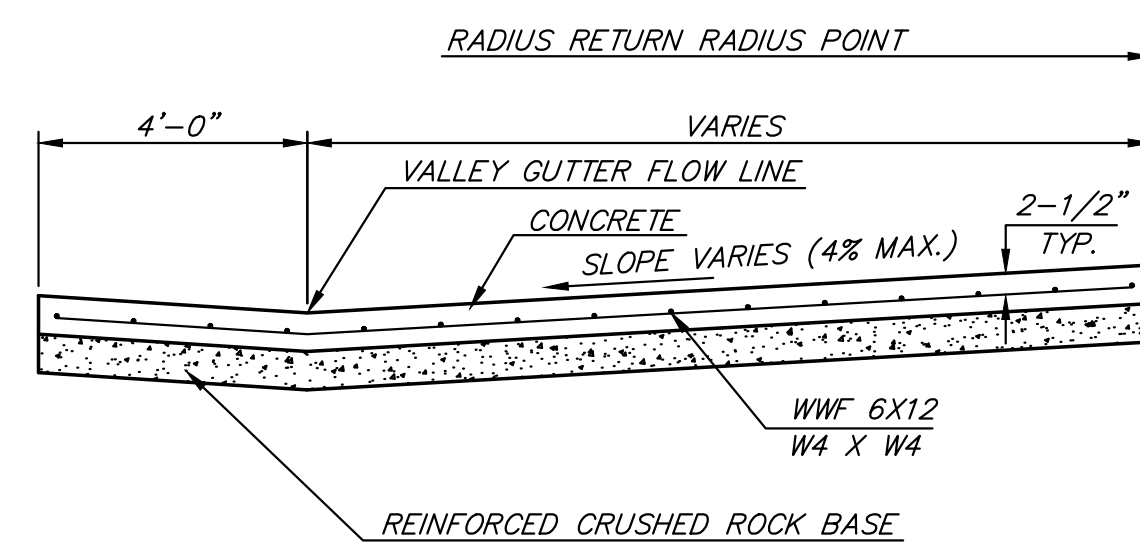 RADIUS RETURN RADIUS POINT
4'-0"
VARIES
VALLEY GUTTER FLOW LINE
CONCRETE
2-1/2"
TYP.
SLOPE VARIES (4% MAX.)
WWF 6X12
W4 X W4
REINFORCED CRUSHED ROCK BASE